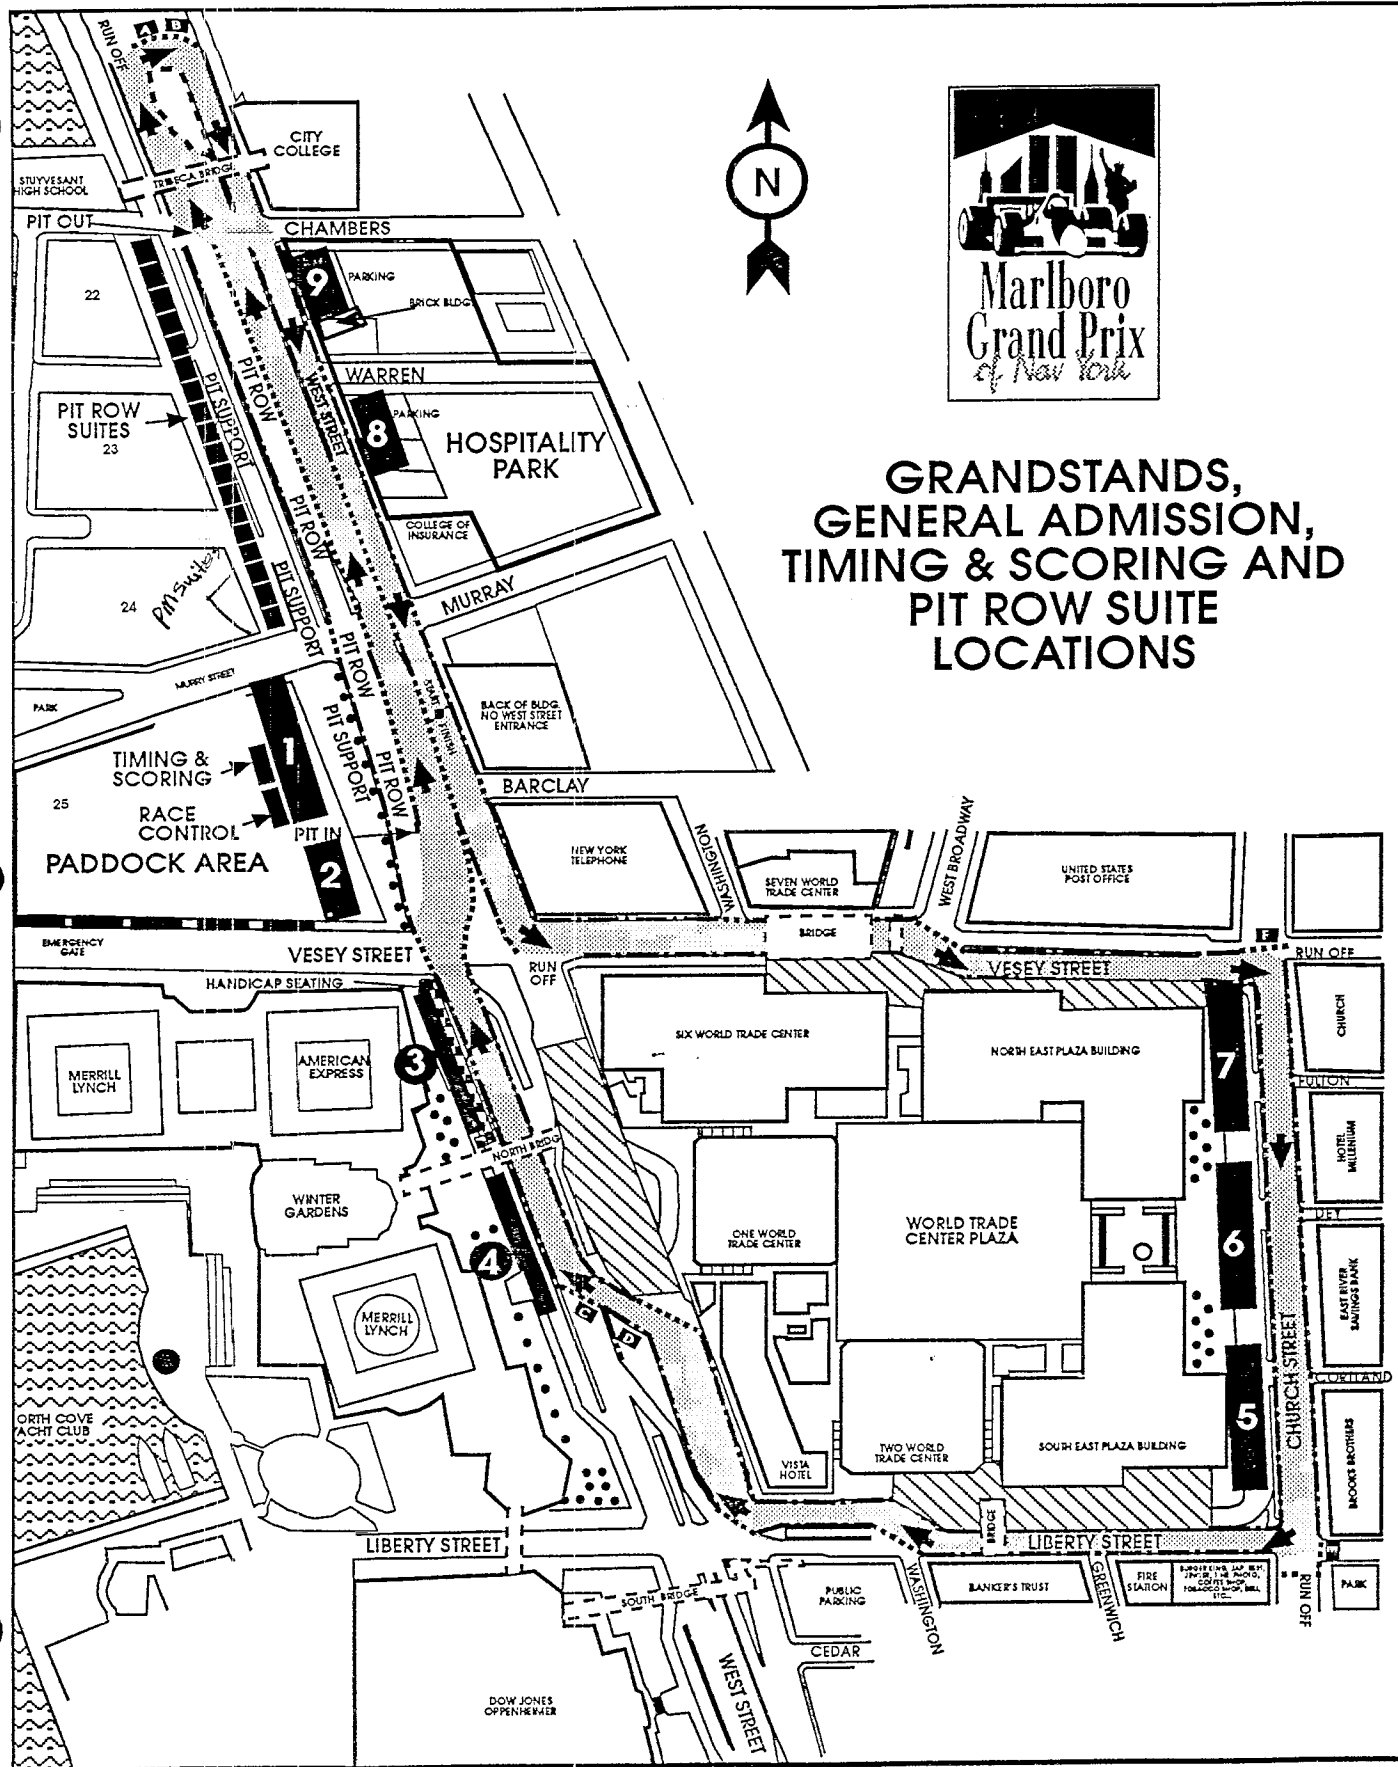 A B
RUN OFF
CITY
COLLEGE
TRIBECA BRIDGE
STUYVESANT
HIGH SCHOOL
PIT OUT
CHAMBERS
N
Marlboro
Grand Prix
of New York
GRANDSTANDS,
GENERAL ADMISSION,
TIMING & SCORING AND
PIT ROW SUITE
LOCATIONS
22
9
PARKING
BRICK BLDG.
PIT ROW
PIT SUPPORT
WEST STREET
WARREN
PIT ROW
SUITES
23
8
PARKING
HOSPITALITY
PARK
COLLEGE OF
INSURANCE
PIT ROW
24
PM Suites
PIT SUPPORT
MURRAY
PIT ROW
MURRY STREET
PARK
START
FINISH
BACK OF BLDG.
NO WEST STREET
ENTRANCE
PIT SUPPORT
PIT ROW
1
TIMING &
SCORING
25
RACE
CONTROL
PIT IN
BARCLAY
PADDOCK AREA
2
NEW YORK
TELEPHONE
WASHINGTON
SEVEN WORLD
TRADE CENTER
WEST BROADWAY
UNITED STATES
POST OFFICE
EMERGENCY
GATE
VESEY STREET
RUN
OFF
BRIDGE
VESEY STREET
RUN OFF
HANDICAP SEATING
MERRILL
LYNCH
AMERICAN
EXPRESS
3
SIX WORLD TRADE CENTER
NORTH EAST PLAZA BUILDING
7
CHURCH
FULTON
HOTEL
MILLENIUM
NORTH BRIDGE
WINTER
GARDENS
4
ONE WORLD
TRADE CENTER
WORLD TRADE
CENTER PLAZA
6
DEY
EAST RIVER
SAVINGS BANK
MERRILL
LYNCH
C
D
CHURCH STREET
CORTLAND
ORTH COVE
YACHT CLUB
VISTA
HOTEL
TWO WORLD
TRADE CENTER
SOUTH EAST PLAZA BUILDING
5
BROOKS BROTHERS
LIBERTY STREET
BRIDGE
LIBERTY STREET
SOUTH BRIDGE
PUBLIC
PARKING
WASHINGTON
BANKER'S TRUST
GREENWICH
FIRE
STATION
RUN OFF
PARK
CEDAR
WEST STREET
DOW JONES
OPPENHEIMER